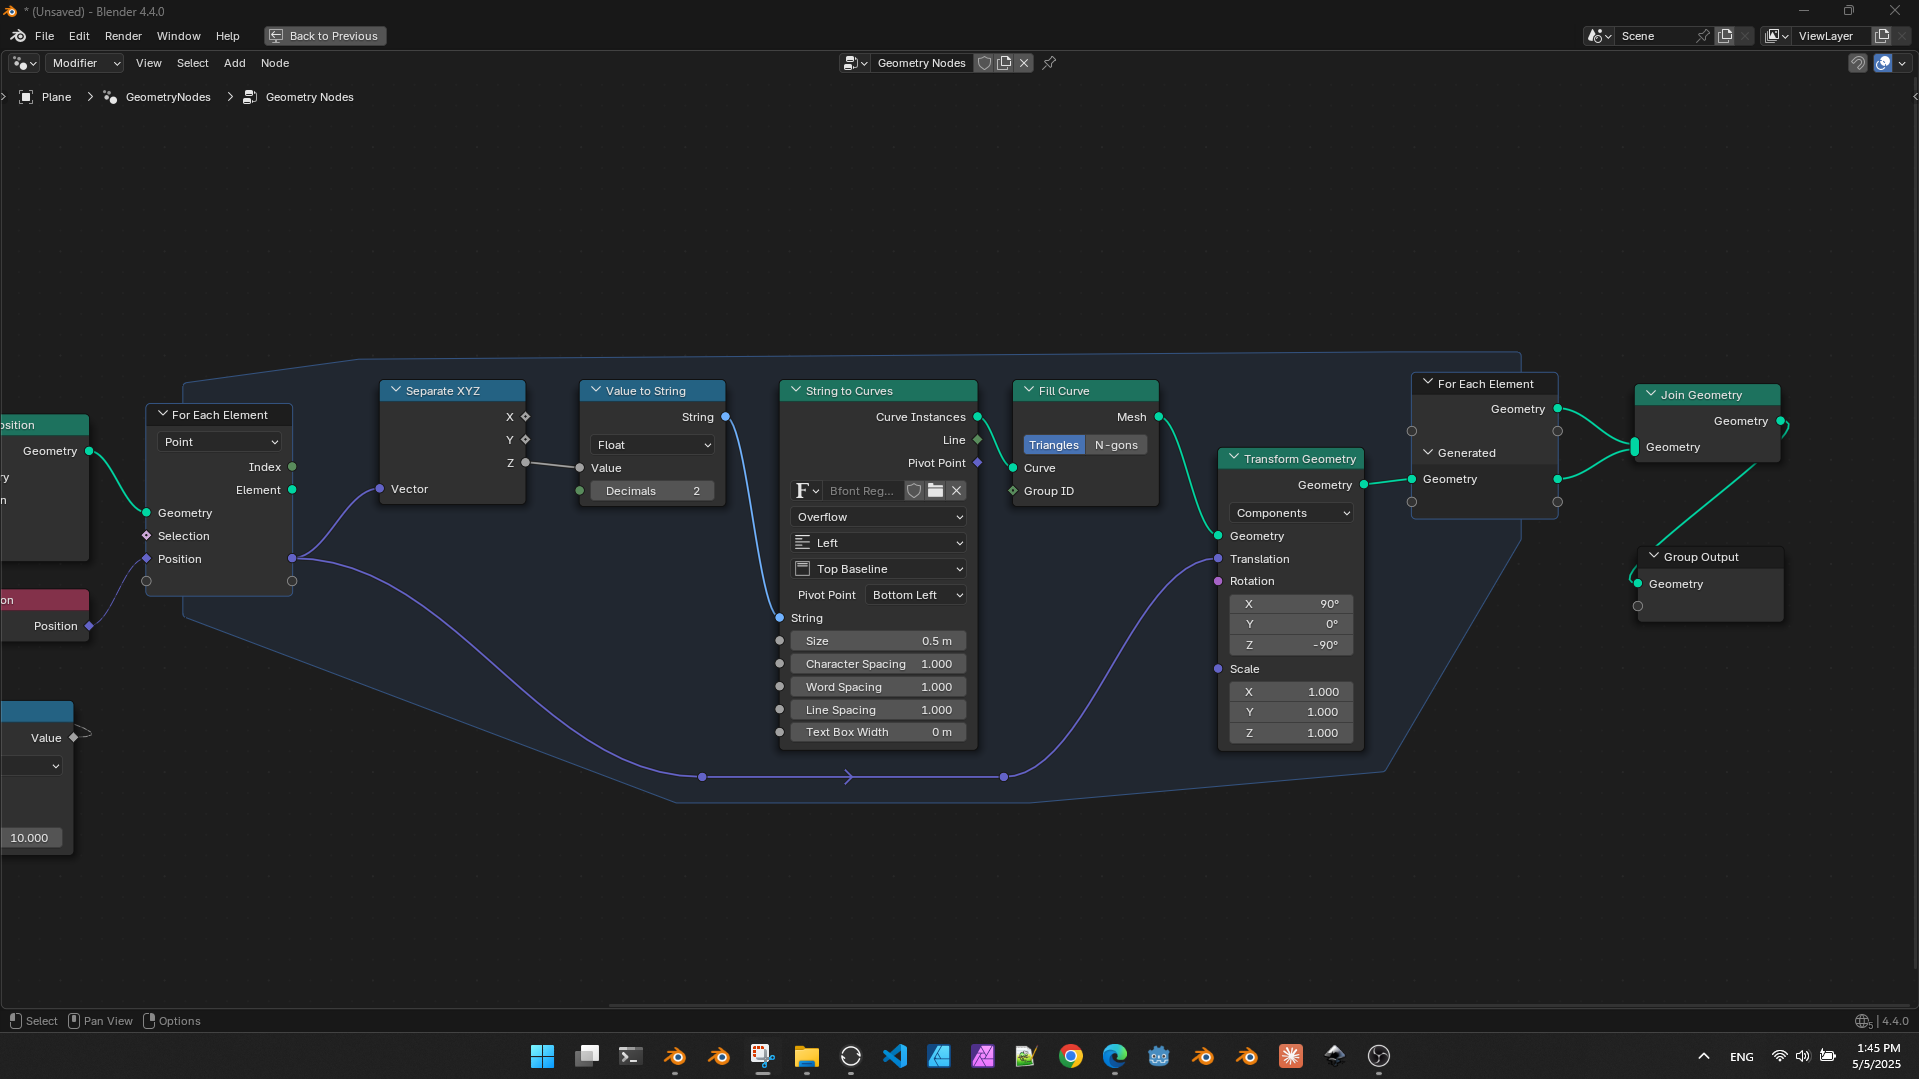 * (Unsaved) - Blender 4.4.0
File Edit Render Window Help Back to Previous Scene ViewLayer
Modifier View Select Add Node Geometry Nodes
Plane GeometryNodes Geometry Nodes
osition
Geometry
ry
n
on
Position
Value
10.000
For Each Element
Point
Index
Element
Geometry
Selection
Position
Separate XYZ
X
Y
Z
Vector
Value to String
String
Float
Value
Decimals 2
String to Curves
Curve Instances
Line
Pivot Point
F Bfont Reg...
Overflow
Left
Top Baseline
Pivot Point Bottom Left
String
Size 0.5 m
Character Spacing 1.000
Word Spacing 1.000
Line Spacing 1.000
Text Box Width 0 m
Fill Curve
Mesh
Triangles N-gons
Curve
Group ID
Transform Geometry
Geometry
Components
Geometry
Translation
Rotation
X 90°
Y 0°
Z -90°
Scale
X 1.000
Y 1.000
Z 1.000
For Each Element
Geometry
Generated
Geometry
Join Geometry
Geometry
Geometry
Group Output
Geometry
Select Pan View Options 5 | 4.4.0
ENG
1:45 PM
5/5/2025